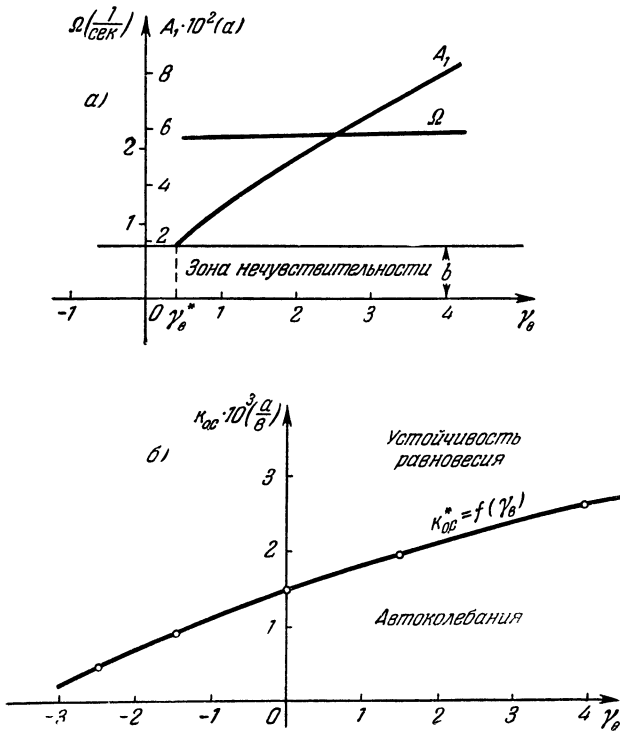 Ω(1/сек) A₁·10²(а)
8
A₁
а)
6
Ω
2
4
1
2
Зона нечувствительности
b
-1 0 γв* 1 2 3 4 γв
кос·10³(а/в)
б)
Устойчивость
равновесия
3
к*ос=f(γв)
2
1
Автоколебания
-3 -2 -1 0 1 2 3 4 γв